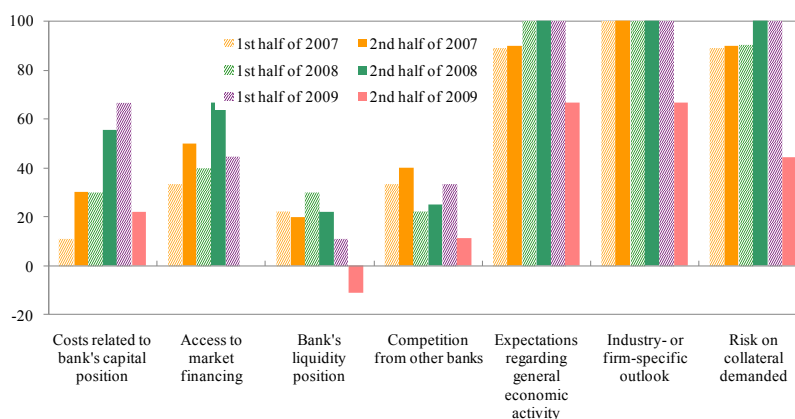 100
80
60
40
20
0
-20
1st half of 2007
2nd half of 2007
1st half of 2008
2nd half of 2008
1st half of 2009
2nd half of 2009
Costs related to
bank's capital
position
Access to
market
financing
Bank's
liquidity
position
Competition
from other banks
Expectations
regarding
general
economic
activity
Industry- or
firm-specific
outlook
Risk on
collateral
demanded